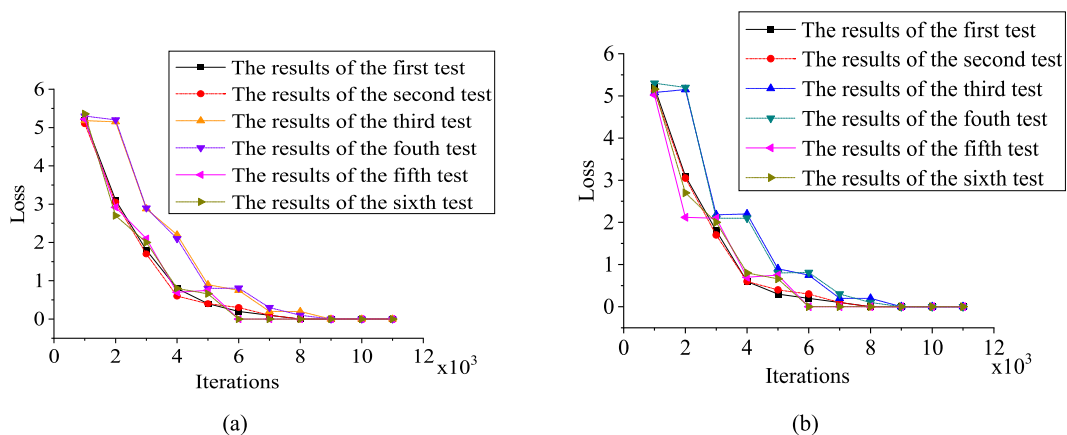 The results of the first test
The results of the second test
The results of the third test
The results of the fouth test
The results of the fifth test
The results of the sixth test
6
5
4
3
2
1
0
Loss
0 2 4 6 8 10 12
x10³
Iterations
(a)
The results of the first test
The results of the second test
The results of the third test
The results of the fouth test
The results of the fifth test
The results of the sixth test
6
5
4
3
2
1
0
Loss
0 2 4 6 8 10 12
x10³
Iterations
(b)